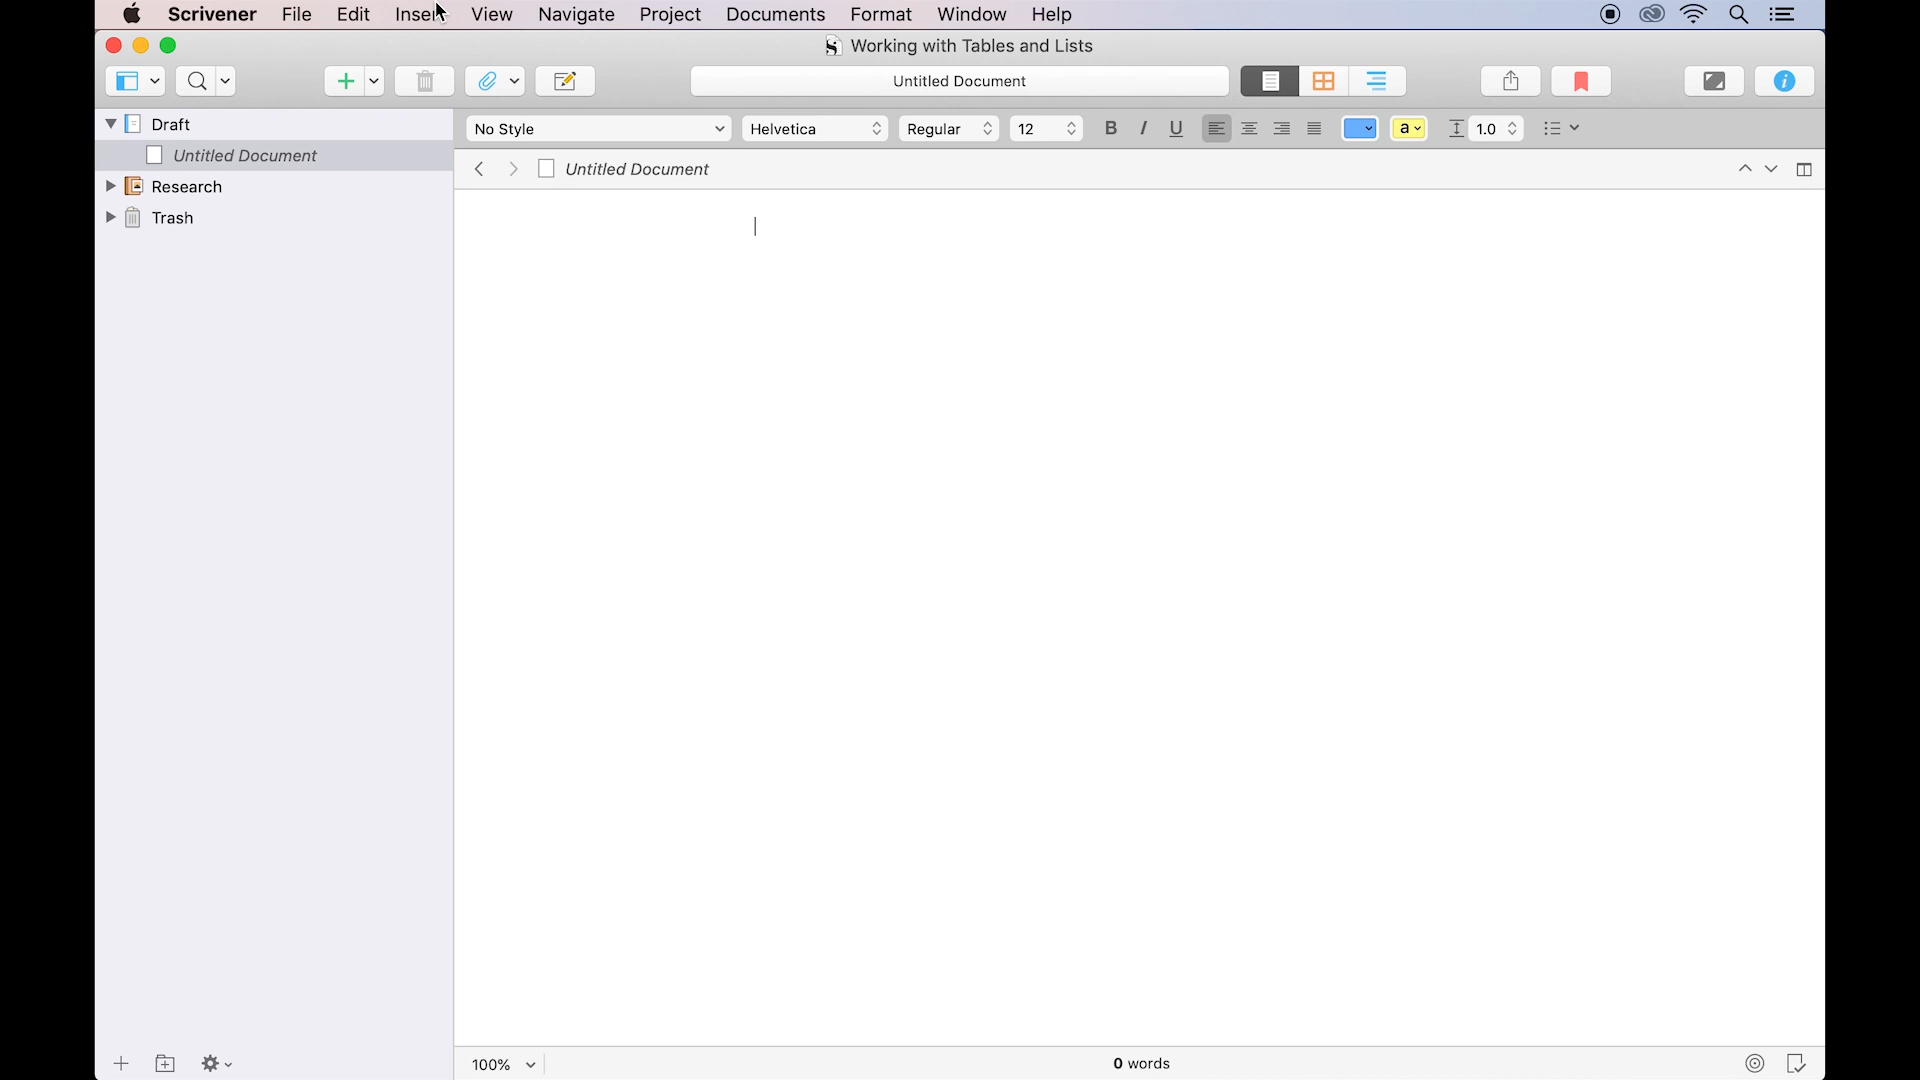 Scrivener File Edit Insert View Navigate Project Documents Format Window Help
Working with Tables and Lists
Untitled Document
Draft
Untitled Document
Research
Trash
No Style Helvetica Regular 12 B I U a 1.0
Untitled Document
100% 0 words